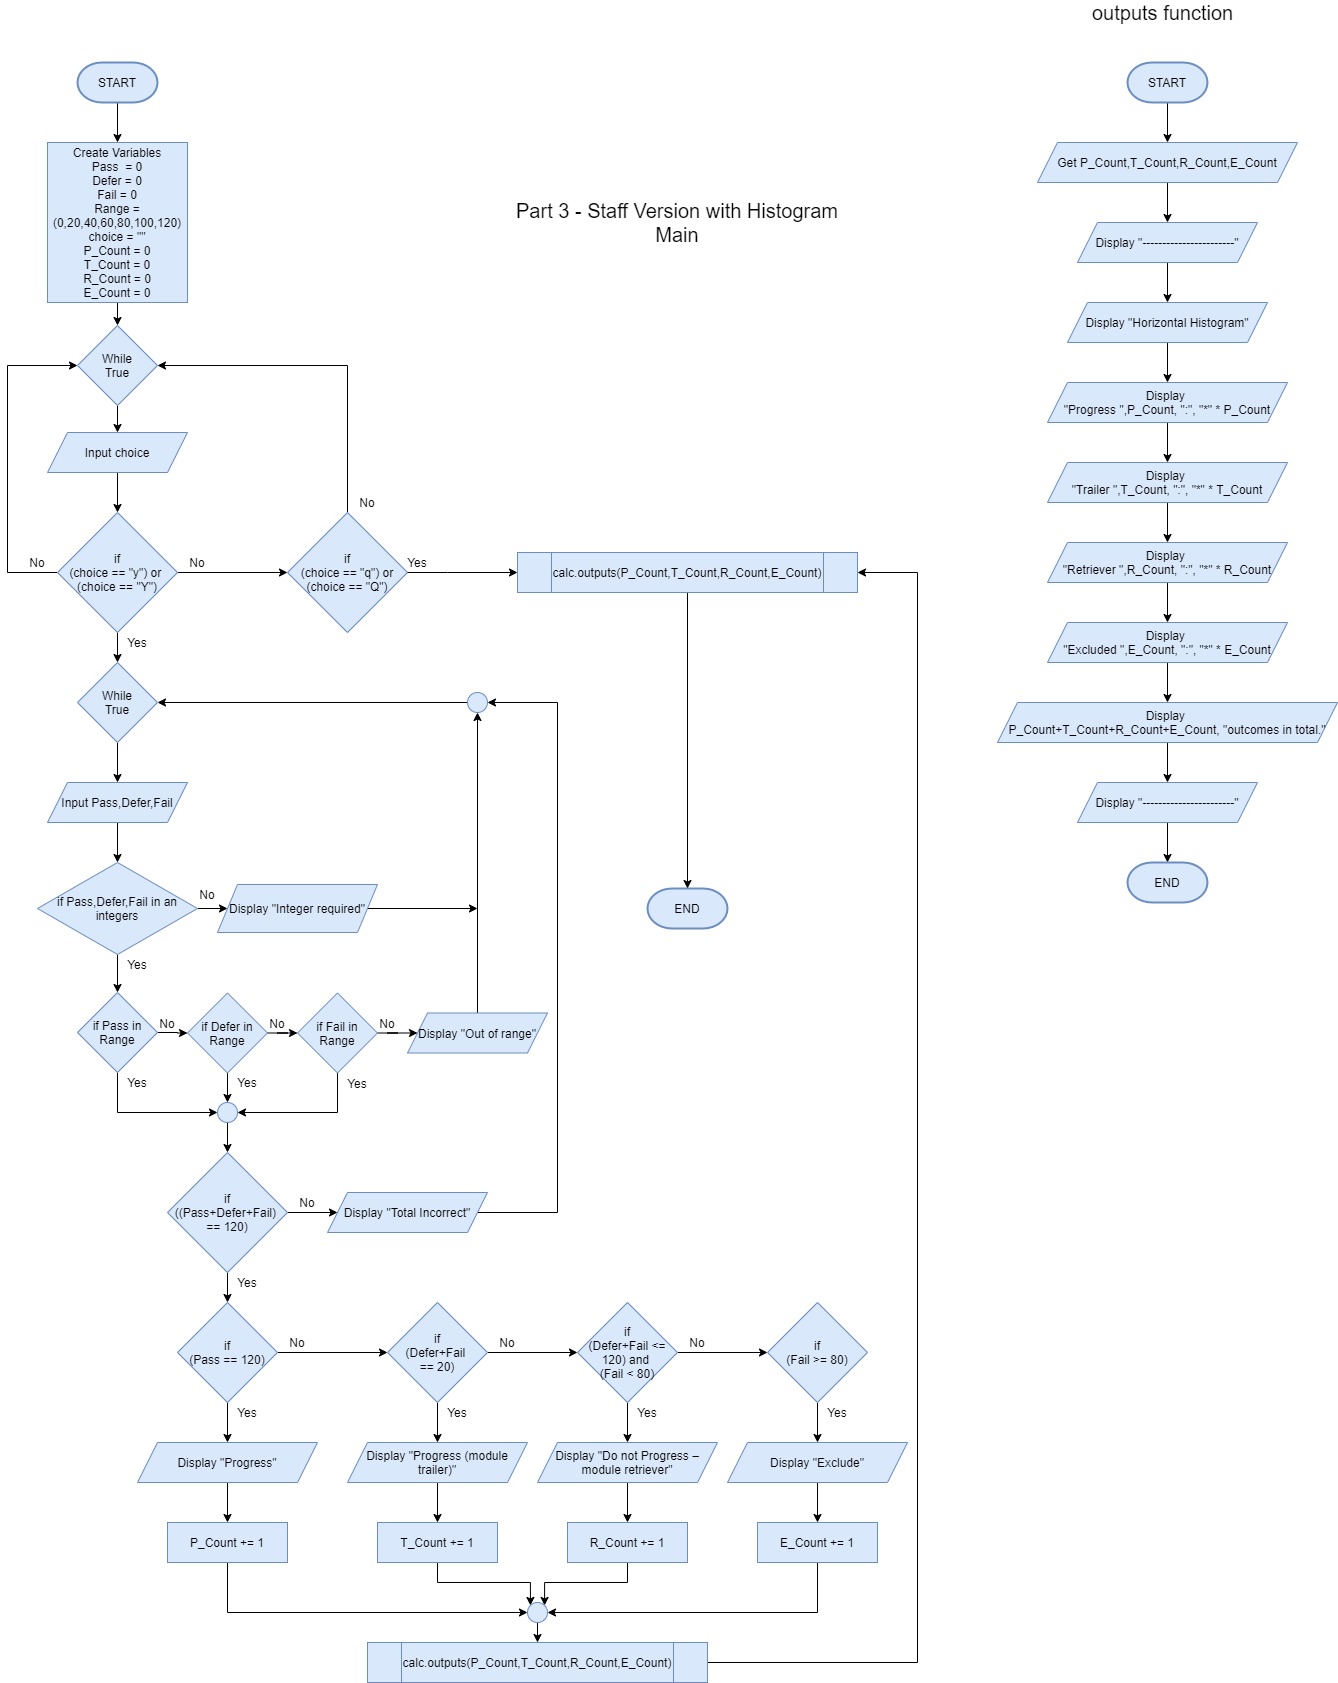 outputs function
START
START
Create Variables
Pass  = 0
Defer = 0
Fail = 0
Range =
(0,20,40,60,80,100,120)
choice = ""
P_Count = 0
T_Count = 0
R_Count = 0
E_Count = 0
Part 3 - Staff Version with Histogram
Main
While
True
Input choice
No
if
(choice == "y") or
(choice == "Y")
No
No
if
(choice == "q") or
(choice == "Q")
Yes
calc.outputs(P_Count,T_Count,R_Count,E_Count)
Yes
While
True
Input Pass,Defer,Fail
if Pass,Defer,Fail in an
integers
No
Display "Integer required"
END
Yes
if Pass in
Range
No
if Defer in
Range
No
if Fail in
Range
No
Display "Out of range"
Yes
Yes
Yes
if
((Pass+Defer+Fail)
== 120)
No
Display "Total Incorrect"
Yes
if
(Pass == 120)
No
if
(Defer+Fail
== 20)
No
if
(Defer+Fail <=
120) and
(Fail < 80)
No
if
(Fail >= 80)
Yes
Yes
Yes
Yes
Display "Progress"
Display "Progress (module
trailer)"
Display "Do not Progress –
module retriever"
Display "Exclude"
P_Count += 1
T_Count += 1
R_Count += 1
E_Count += 1
calc.outputs(P_Count,T_Count,R_Count,E_Count)
Get P_Count,T_Count,R_Count,E_Count
Display "-----------------------"
Display "Horizontal Histogram"
Display
"Progress ",P_Count, ":", "*" * P_Count
Display
"Trailer ",T_Count, ":", "*" * T_Count
Display
"Retriever ",R_Count, ":", "*" * R_Count
Display
"Excluded ",E_Count, ":", "*" * E_Count
Display
P_Count+T_Count+R_Count+E_Count, "outcomes in total."
Display "-----------------------"
END